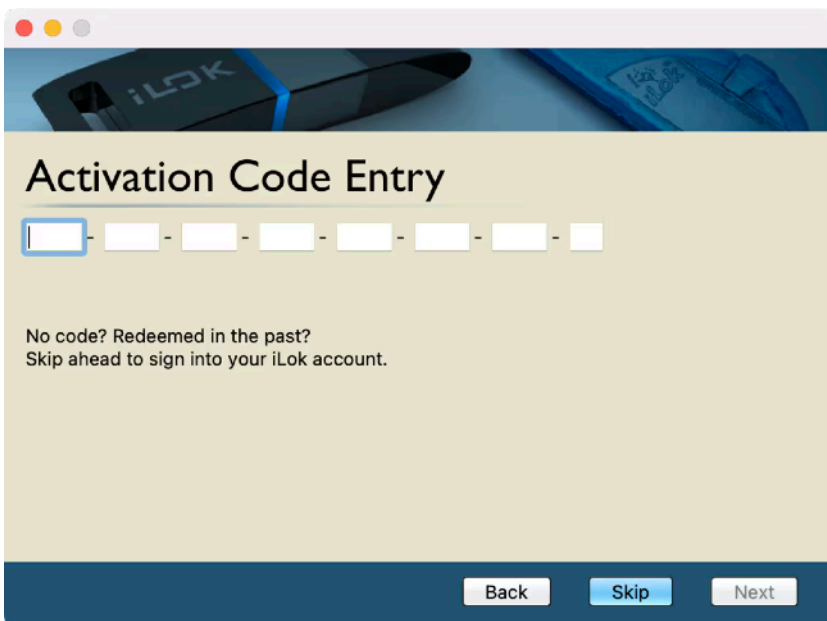 iLOK
iLok
Activation Code Entry
- - - - - - -
No code? Redeemed in the past?
Skip ahead to sign into your iLok account.
Back Skip Next